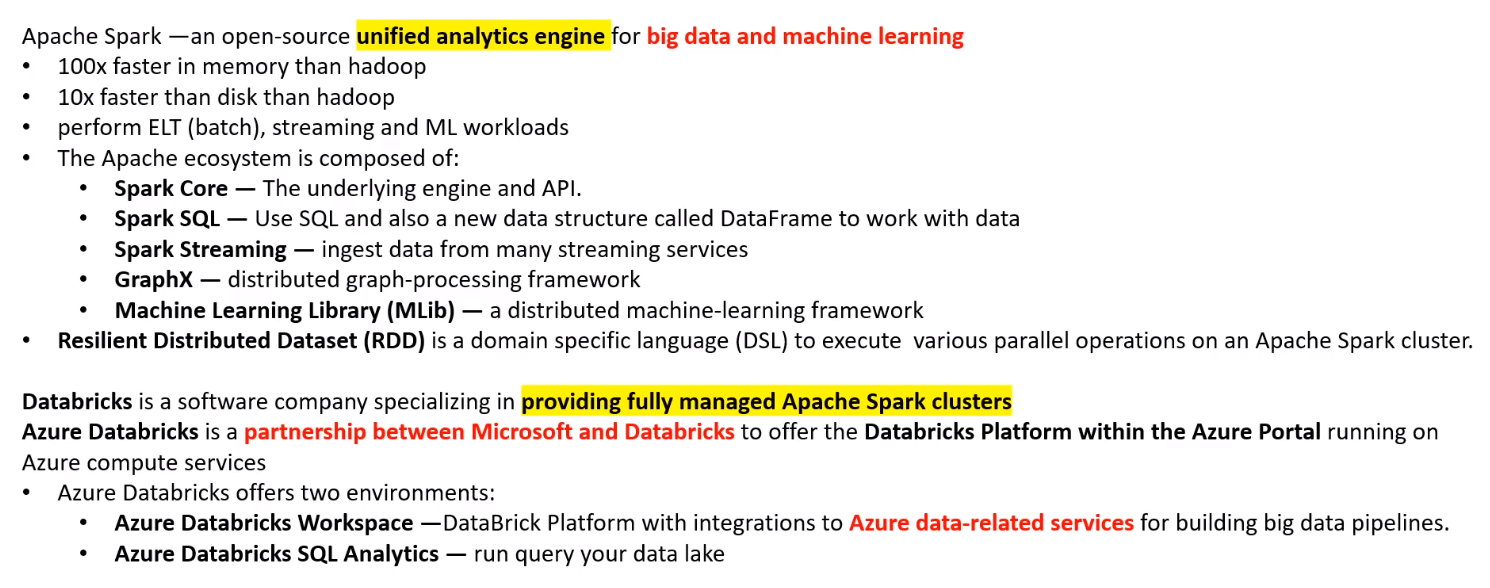 Apache Spark —an open-source unified analytics engine for big data and machine learning
• 100x faster in memory than hadoop
• 10x faster than disk than hadoop
• perform ELT (batch), streaming and ML workloads
• The Apache ecosystem is composed of:
• Spark Core — The underlying engine and API.
• Spark SQL — Use SQL and also a new data structure called DataFrame to work with data
• Spark Streaming — ingest data from many streaming services
• GraphX — distributed graph-processing framework
• Machine Learning Library (MLib) — a distributed machine-learning framework
• Resilient Distributed Dataset (RDD) is a domain specific language (DSL) to execute  various parallel operations on an Apache Spark cluster.
Databricks is a software company specializing in providing fully managed Apache Spark clusters
Azure Databricks is a partnership between Microsoft and Databricks to offer the Databricks Platform within the Azure Portal running on
Azure compute services
• Azure Databricks offers two environments:
• Azure Databricks Workspace —DataBrick Platform with integrations to Azure data-related services for building big data pipelines.
• Azure Databricks SQL Analytics — run query your data lake